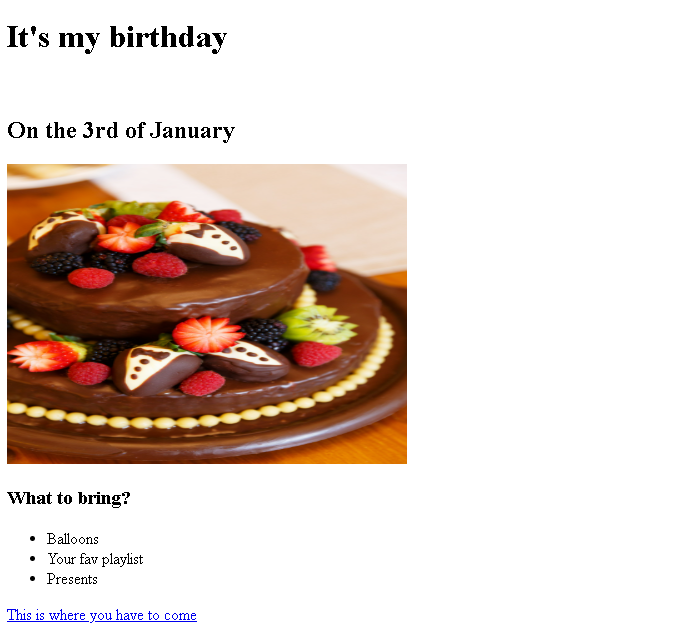 It's my birthday
On the 3rd of January
What to bring?
Balloons
Your fav playlist
Presents
This is where you have to come